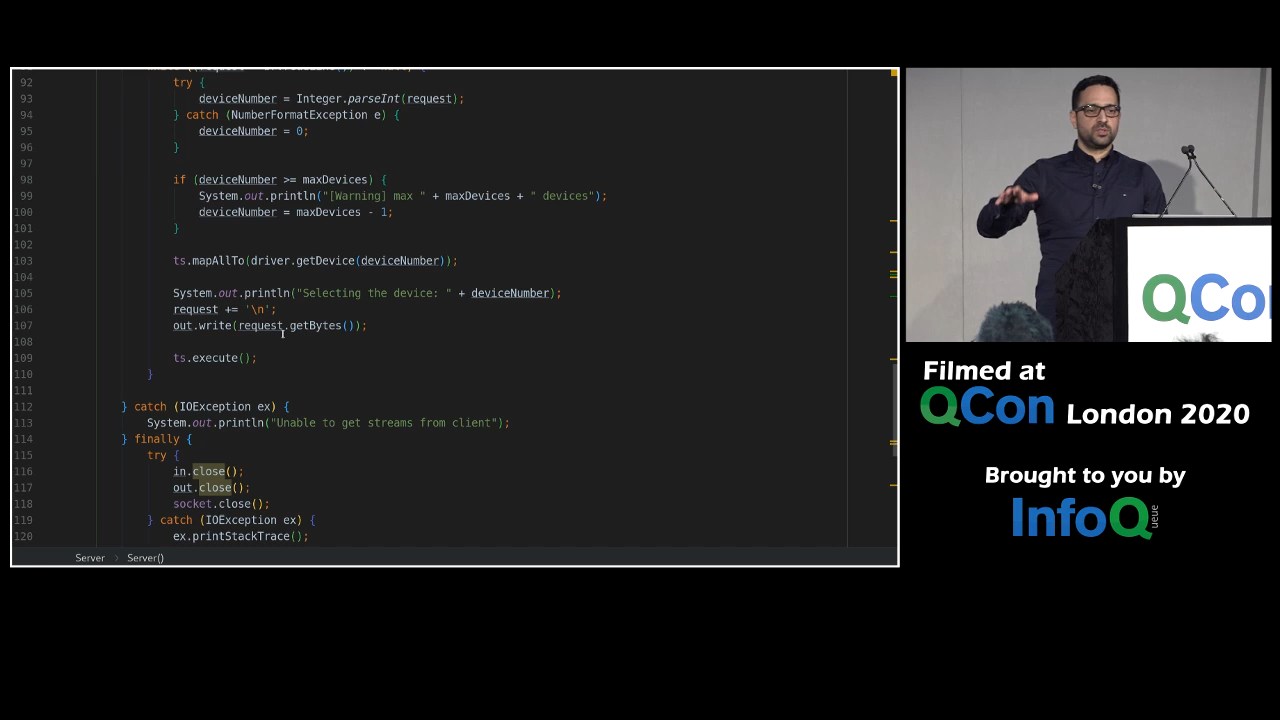 92 try {
93 deviceNumber = Integer.parseInt(request);
94 } catch (NumberFormatException e) {
95 deviceNumber = 0;
96 }
97
98 if (deviceNumber >= maxDevices) {
99 System.out.println("[Warning] max " + maxDevices + " devices");
100 deviceNumber = maxDevices - 1;
101 }
102
103 ts.mapAllTo(driver.getDevice(deviceNumber));
104
105 System.out.println("Selecting the device: " + deviceNumber);
106 request += '\n';
107 out.write(request.getBytes());
108
109 ts.execute();
110 }
111
112 } catch (IOException ex) {
113 System.out.println("Unable to get streams from client");
114 } finally {
115 try {
116 in.close();
117 out.close();
118 socket.close();
119 } catch (IOException ex) {
120 ex.printStackTrace();
Server > Server()
Filmed at
QCon London 2020
Brought to you by
InfoQueue